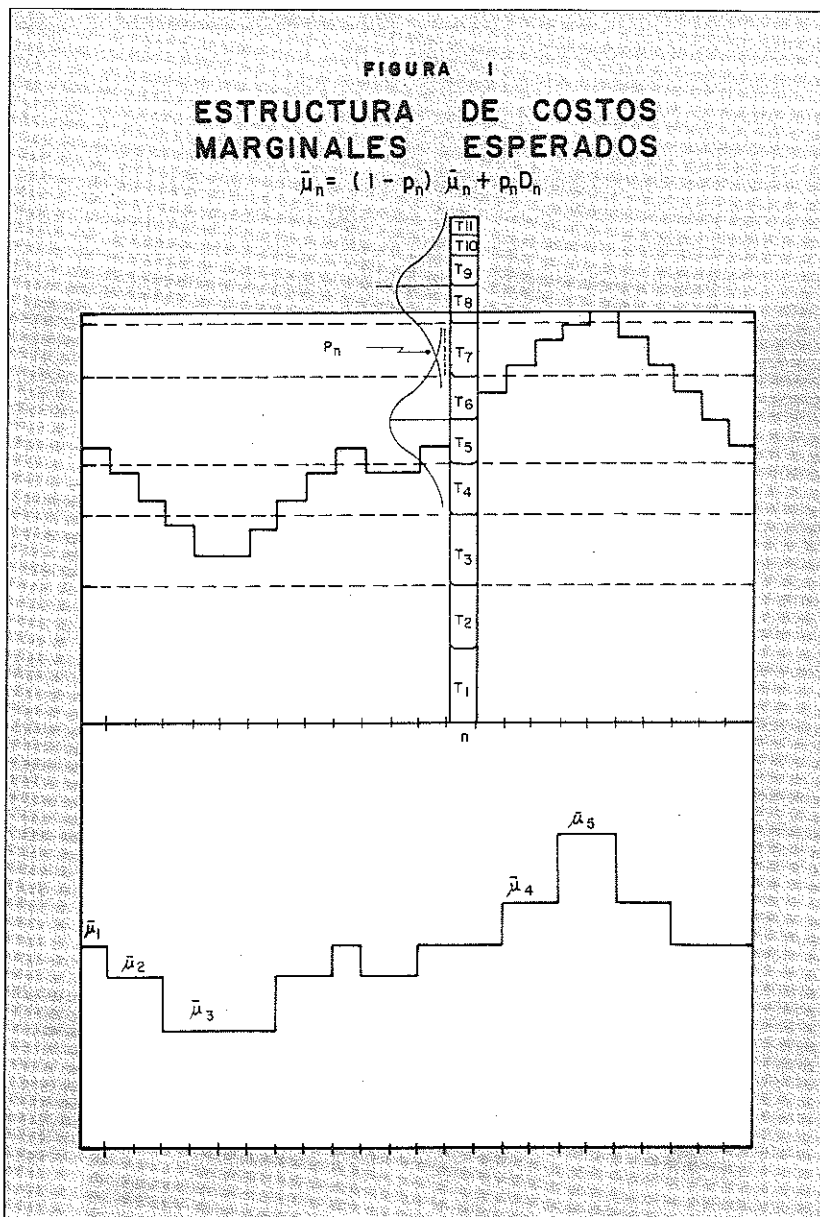 FIGURA 1
ESTRUCTURA DE COSTOS
MARGINALES ESPERADOS
μ̄n = (1 - pn) μ̄n + pnDn
T11
T10
T9
T8
Pn
T7
T6
T5
T4
T3
T2
T1
n
μ̄5
μ̄4
μ̄1
μ̄2
μ̄3